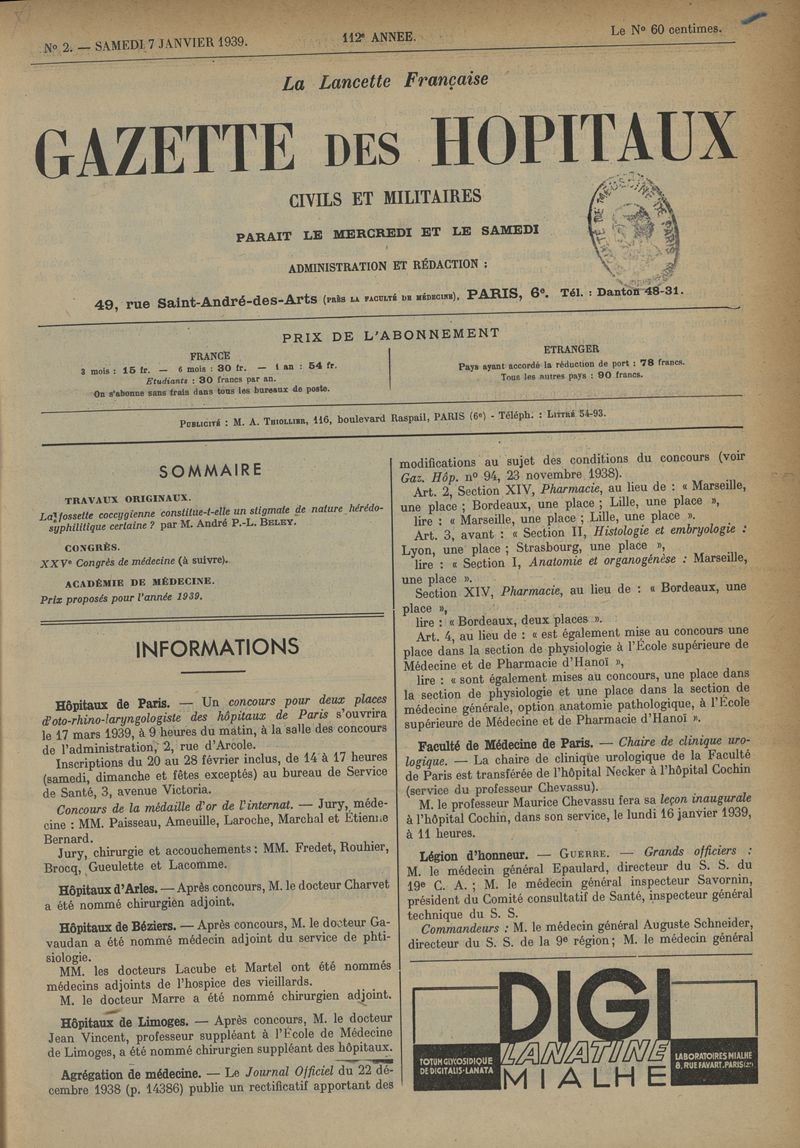 Nº 2. — SAMEDI 7 JANVIER 1939.
112e ANNEE.
Le Nº 60 centimes.
La Lancette Française
GAZETTE DES HOPITAUX
CIVILS ET MILITAIRES
PARAIT LE MERCREDI ET LE SAMEDI
ADMINISTRATION ET RÉDACTION :
49, rue Saint-André-des-Arts (PRÈS LA FACULTÉ DE MÉDECINE), PARIS, 6e. Tél. : Danton 48-31.
PRIX DE L'ABONNEMENT
FRANCE
3 mois : 15 fr. — 6 mois : 30 fr. — 1 an : 54 fr.
Etudiants : 30 francs par an.
On s'abonne sans frais dans tous les bureaux de poste.
ETRANGER
Pays ayant accordé la réduction de port : 78 francs.
Tous les autres pays : 90 francs.
PUBLICITÉ : M. A. THIOLLIER, 116, boulevard Raspail, PARIS (6e) - Téléph. : LITTRÉ 54-93.
SOMMAIRE
TRAVAUX ORIGINAUX.
La fossette coccygienne constitue-t-elle un stigmate de nature hérédo-
syphilitique certaine ? par M. André P.-L. BELEY.
CONGRÈS.
XXVe Congrès de médecine (à suivre).
ACADÉMIE DE MÉDECINE.
Prix proposés pour l'année 1939.
INFORMATIONS
Hôpitaux de Paris. — Un concours pour deux places
d'oto-rhino-laryngologiste des hôpitaux de Paris s'ouvrira
le 17 mars 1939, à 9 heures du matin, à la salle des concours
de l'administration, 2, rue d'Arcole.
Inscriptions du 20 au 28 février inclus, de 14 à 17 heures
(samedi, dimanche et fêtes exceptés) au bureau de Service
de Santé, 3, avenue Victoria.
Concours de la médaille d'or de l'internat. — Jury, méde-
cine : MM. Paisseau, Ameuille, Laroche, Marchal et Étienne
Bernard.
Jury, chirurgie et accouchements : MM. Fredet, Rouhier,
Brocq, Gueulette et Lacomme.
Hôpitaux d'Arles. — Après concours, M. le docteur Charvet
a été nommé chirurgien adjoint.
Hôpitaux de Béziers. — Après concours, M. le docteur Ga-
vaudan a été nommé médecin adjoint du service de phti-
siologie.
MM. les docteurs Lacube et Martel ont été nommés
médecins adjoints de l'hospice des vieillards.
M. le docteur Marre a été nommé chirurgien adjoint.
Hôpitaux de Limoges. — Après concours, M. le docteur
Jean Vincent, professeur suppléant à l'École de Médecine
de Limoges, a été nommé chirurgien suppléant des hôpitaux.
Agrégation de médecine. — Le Journal Officiel du 22 dé-
cembre 1938 (p. 14386) publie un rectificatif apportant des
modifications au sujet des conditions du concours (voir
Gaz. Hôp. nº 94, 23 novembre 1938).
Art. 2, Section XIV, Pharmacie, au lieu de : « Marseille,
une place ; Bordeaux, une place ; Lille, une place »,
lire : « Marseille, une place ; Lille, une place ».
Art. 3, avant : « Section II, Histologie et embryologie :
Lyon, une place ; Strasbourg, une place »,
lire : « Section I, Anatomie et organogénèse : Marseille,
une place ».
Section XIV, Pharmacie, au lieu de : « Bordeaux, une
place »,
lire : « Bordeaux, deux places ».
Art. 4, au lieu de : « est également mise au concours une
place dans la section de physiologie à l'École supérieure de
Médecine et de Pharmacie d'Hanoï »,
lire : « sont également mises au concours, une place dans
la section de physiologie et une place dans la section de
médecine générale, option anatomie pathologique, à l'École
supérieure de Médecine et de Pharmacie d'Hanoï ».
Faculté de Médecine de Paris. — Chaire de clinique uro-
logique. — La chaire de clinique urologique de la Faculté
de Paris est transférée de l'hôpital Necker à l'hôpital Cochin
(service du professeur Chevassu).
M. le professeur Maurice Chevassu fera sa leçon inaugurale
à l'hôpital Cochin, dans son service, le lundi 16 janvier 1939,
à 11 heures.
Légion d'honneur. — GUERRE. — Grands officiers :
M. le médecin général Epaulard, directeur du S. S. du
19e C. A. ; M. le médecin général inspecteur Savornin,
président du Comité consultatif de Santé, inspecteur général
technique du S. S.
Commandeurs : M. le médecin général Auguste Schneider,
directeur du S. S. de la 9e région ; M. le médecin général
DIGI
LANATINE
MIALHE
TOTUM GLYCOSIDIQUE
DE DIGITALIS-LANATA
LABORATOIRES MIALHE
8, RUE FAVART, PARIS (2e)